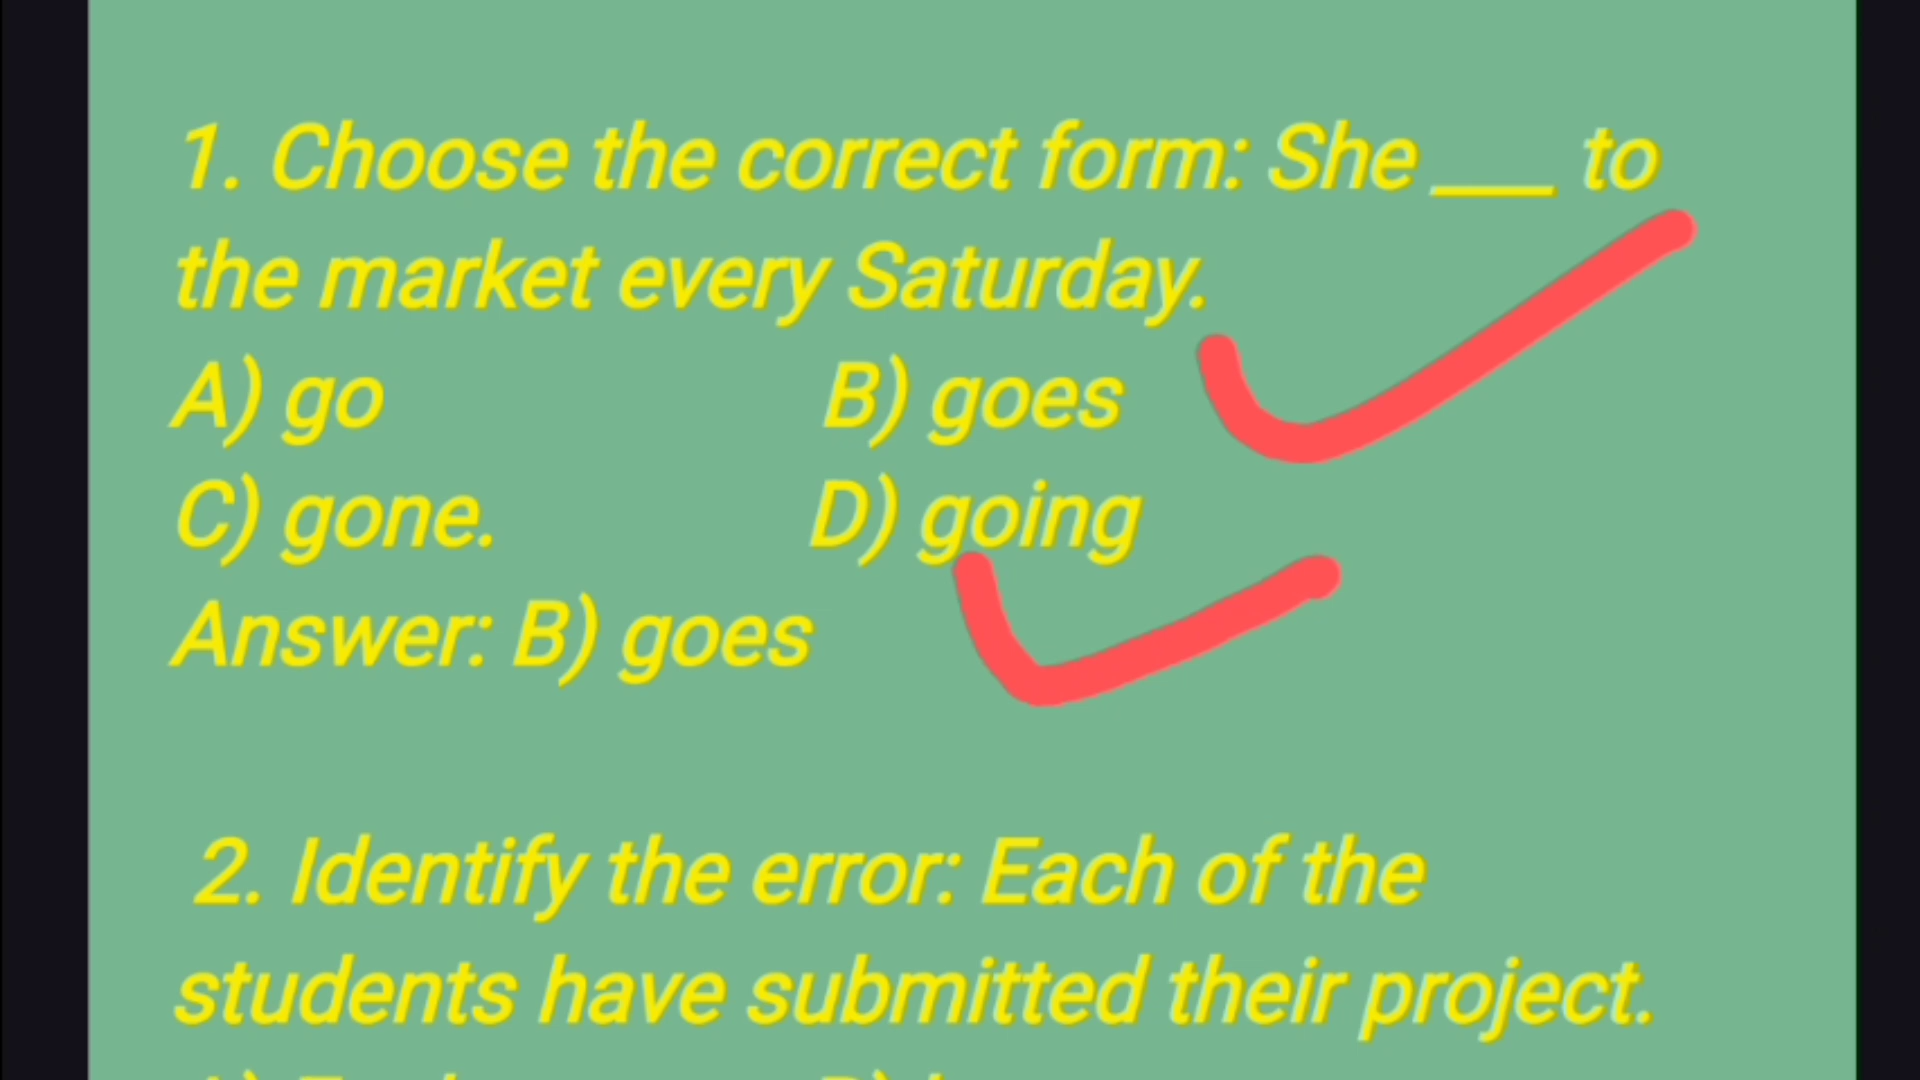 1. Choose the correct form: She ___ to
the market every Saturday.
A) go B) goes
C) gone. D) going
Answer: B) goes
2. Identify the error: Each of the
students have submitted their project.